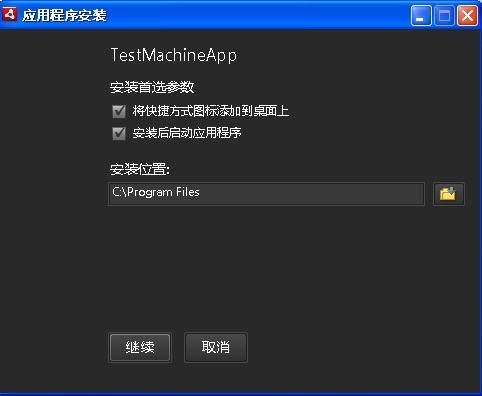 应用程序安装
TestMachineApp
安装首选参数
将快捷方式图标添加到桌面上
安装后启动应用程序
安装位置:
C:\Program Files
继续 取消